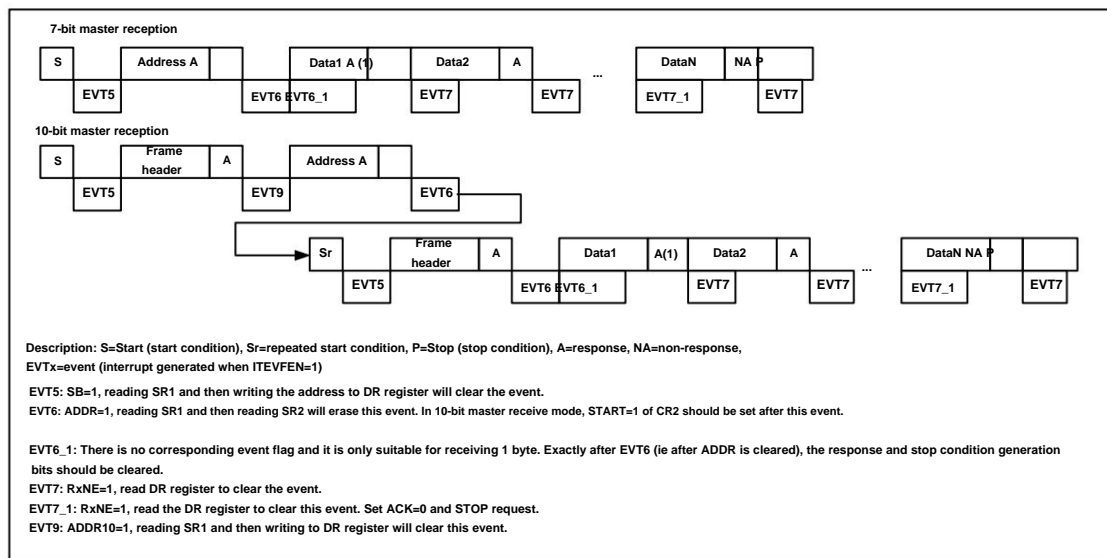 7-bit master reception
S Address A Data1 A (1) Data2 A ... DataN NA P
EVT5 EVT6 EVT6_1 EVT7 EVT7 EVT7_1 EVT7
10-bit master reception
S Frame header A Address A
EVT5 EVT9 EVT6
Sr Frame header A Data1 A(1) Data2 A ... DataN NA P
EVT5 EVT6 EVT6_1 EVT7 EVT7 EVT7_1 EVT7
Description: S=Start (start condition), Sr=repeated start condition, P=Stop (stop condition), A=response, NA=non-response,
EVTx=event (interrupt generated when ITEVFEN=1)
EVT5: SB=1, reading SR1 and then writing the address to DR register will clear the event.
EVT6: ADDR=1, reading SR1 and then reading SR2 will erase this event. In 10-bit master receive mode, START=1 of CR2 should be set after this event.
EVT6_1: There is no corresponding event flag and it is only suitable for receiving 1 byte. Exactly after EVT6 (ie after ADDR is cleared), the response and stop condition generation
bits should be cleared.
EVT7: RxNE=1, read DR register to clear the event.
EVT7_1: RxNE=1, read the DR register to clear this event. Set ACK=0 and STOP request.
EVT9: ADDR10=1, reading SR1 and then writing to DR register will clear this event.